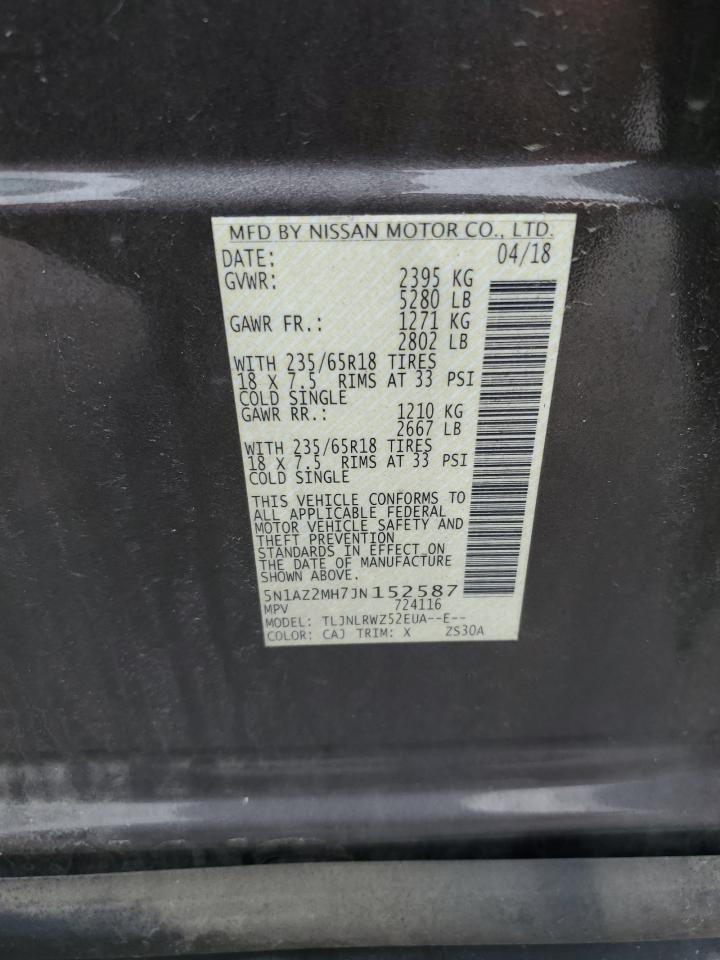 MFD BY NISSAN MOTOR CO., LTD.
DATE: 04/18
GVWR: 2395 KG
5280 LB
GAWR FR.: 1271 KG
2802 LB
WITH 235/65R18 TIRES
18 X 7.5 RIMS AT 33 PSI
COLD SINGLE
GAWR RR.: 1210 KG
2667 LB
WITH 235/65R18 TIRES
18 X 7.5 RIMS AT 33 PSI
COLD SINGLE
THIS VEHICLE CONFORMS TO
ALL APPLICABLE FEDERAL
MOTOR VEHICLE SAFETY AND
THEFT PREVENTION
STANDARDS IN EFFECT ON
THE DATE OF MANUFACTURE
SHOWN ABOVE.
5N1AZ2MH7JN152587
MPV 724116
MODEL: TLJNLRWZ52EUA--E--
COLOR: CAJ TRIM: X ZS30A